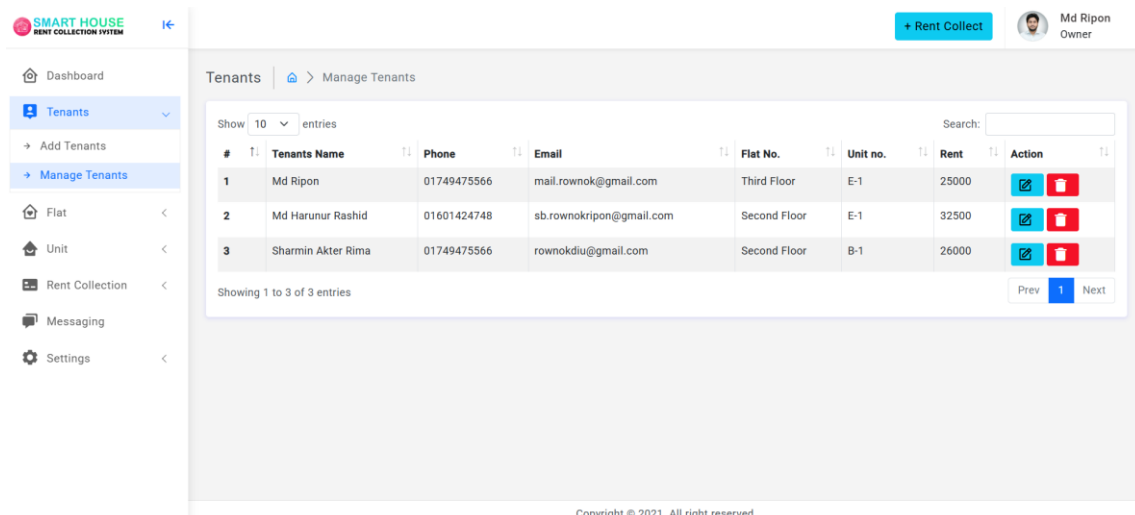 SMART HOUSE
RENT COLLECTION SYSTEM
+ Rent Collect
Md Ripon
Owner
Dashboard
Tenants
Add Tenants
Manage Tenants
Flat
Unit
Rent Collection
Messaging
Settings
Tenants > Manage Tenants
Show 10 entries Search:
# Tenants Name Phone Email Flat No. Unit no. Rent Action
1 Md Ripon 01749475566 mail.rownok@gmail.com Third Floor E-1 25000
2 Md Harunur Rashid 01601424748 sb.rownokripon@gmail.com Second Floor E-1 32500
3 Sharmin Akter Rima 01749475566 rownokdiu@gmail.com Second Floor B-1 26000
Showing 1 to 3 of 3 entries Prev 1 Next
Copyright © 2021. All right reserved